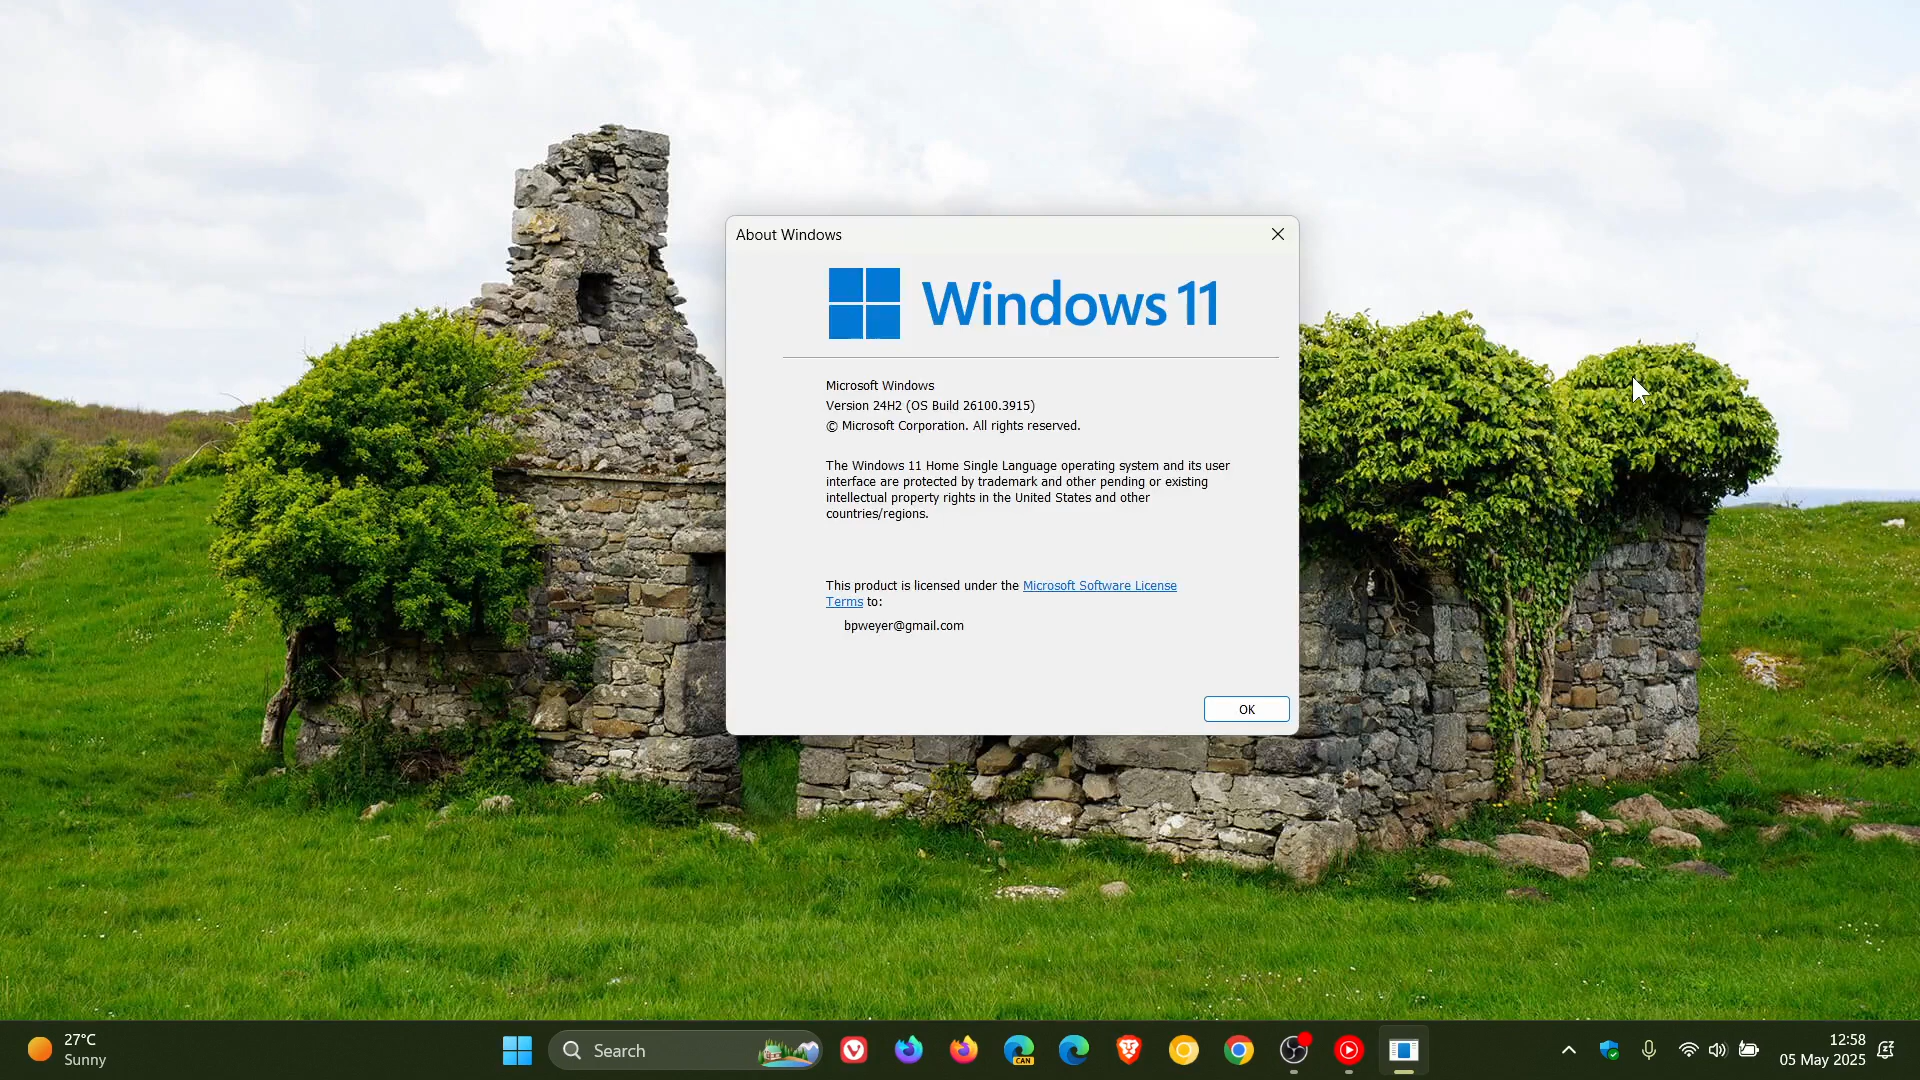 About Windows
Windows 11
Microsoft Windows
Version 24H2 (OS Build 26100.3915)
© Microsoft Corporation. All rights reserved.
The Windows 11 Home Single Language operating system and its user
interface are protected by trademark and other pending or existing
intellectual property rights in the United States and other
countries/regions.
This product is licensed under the Microsoft Software License
Terms to:
bpweyer@gmail.com
OK
27°C
Sunny
Search
CAN
12:58
05 May 2025